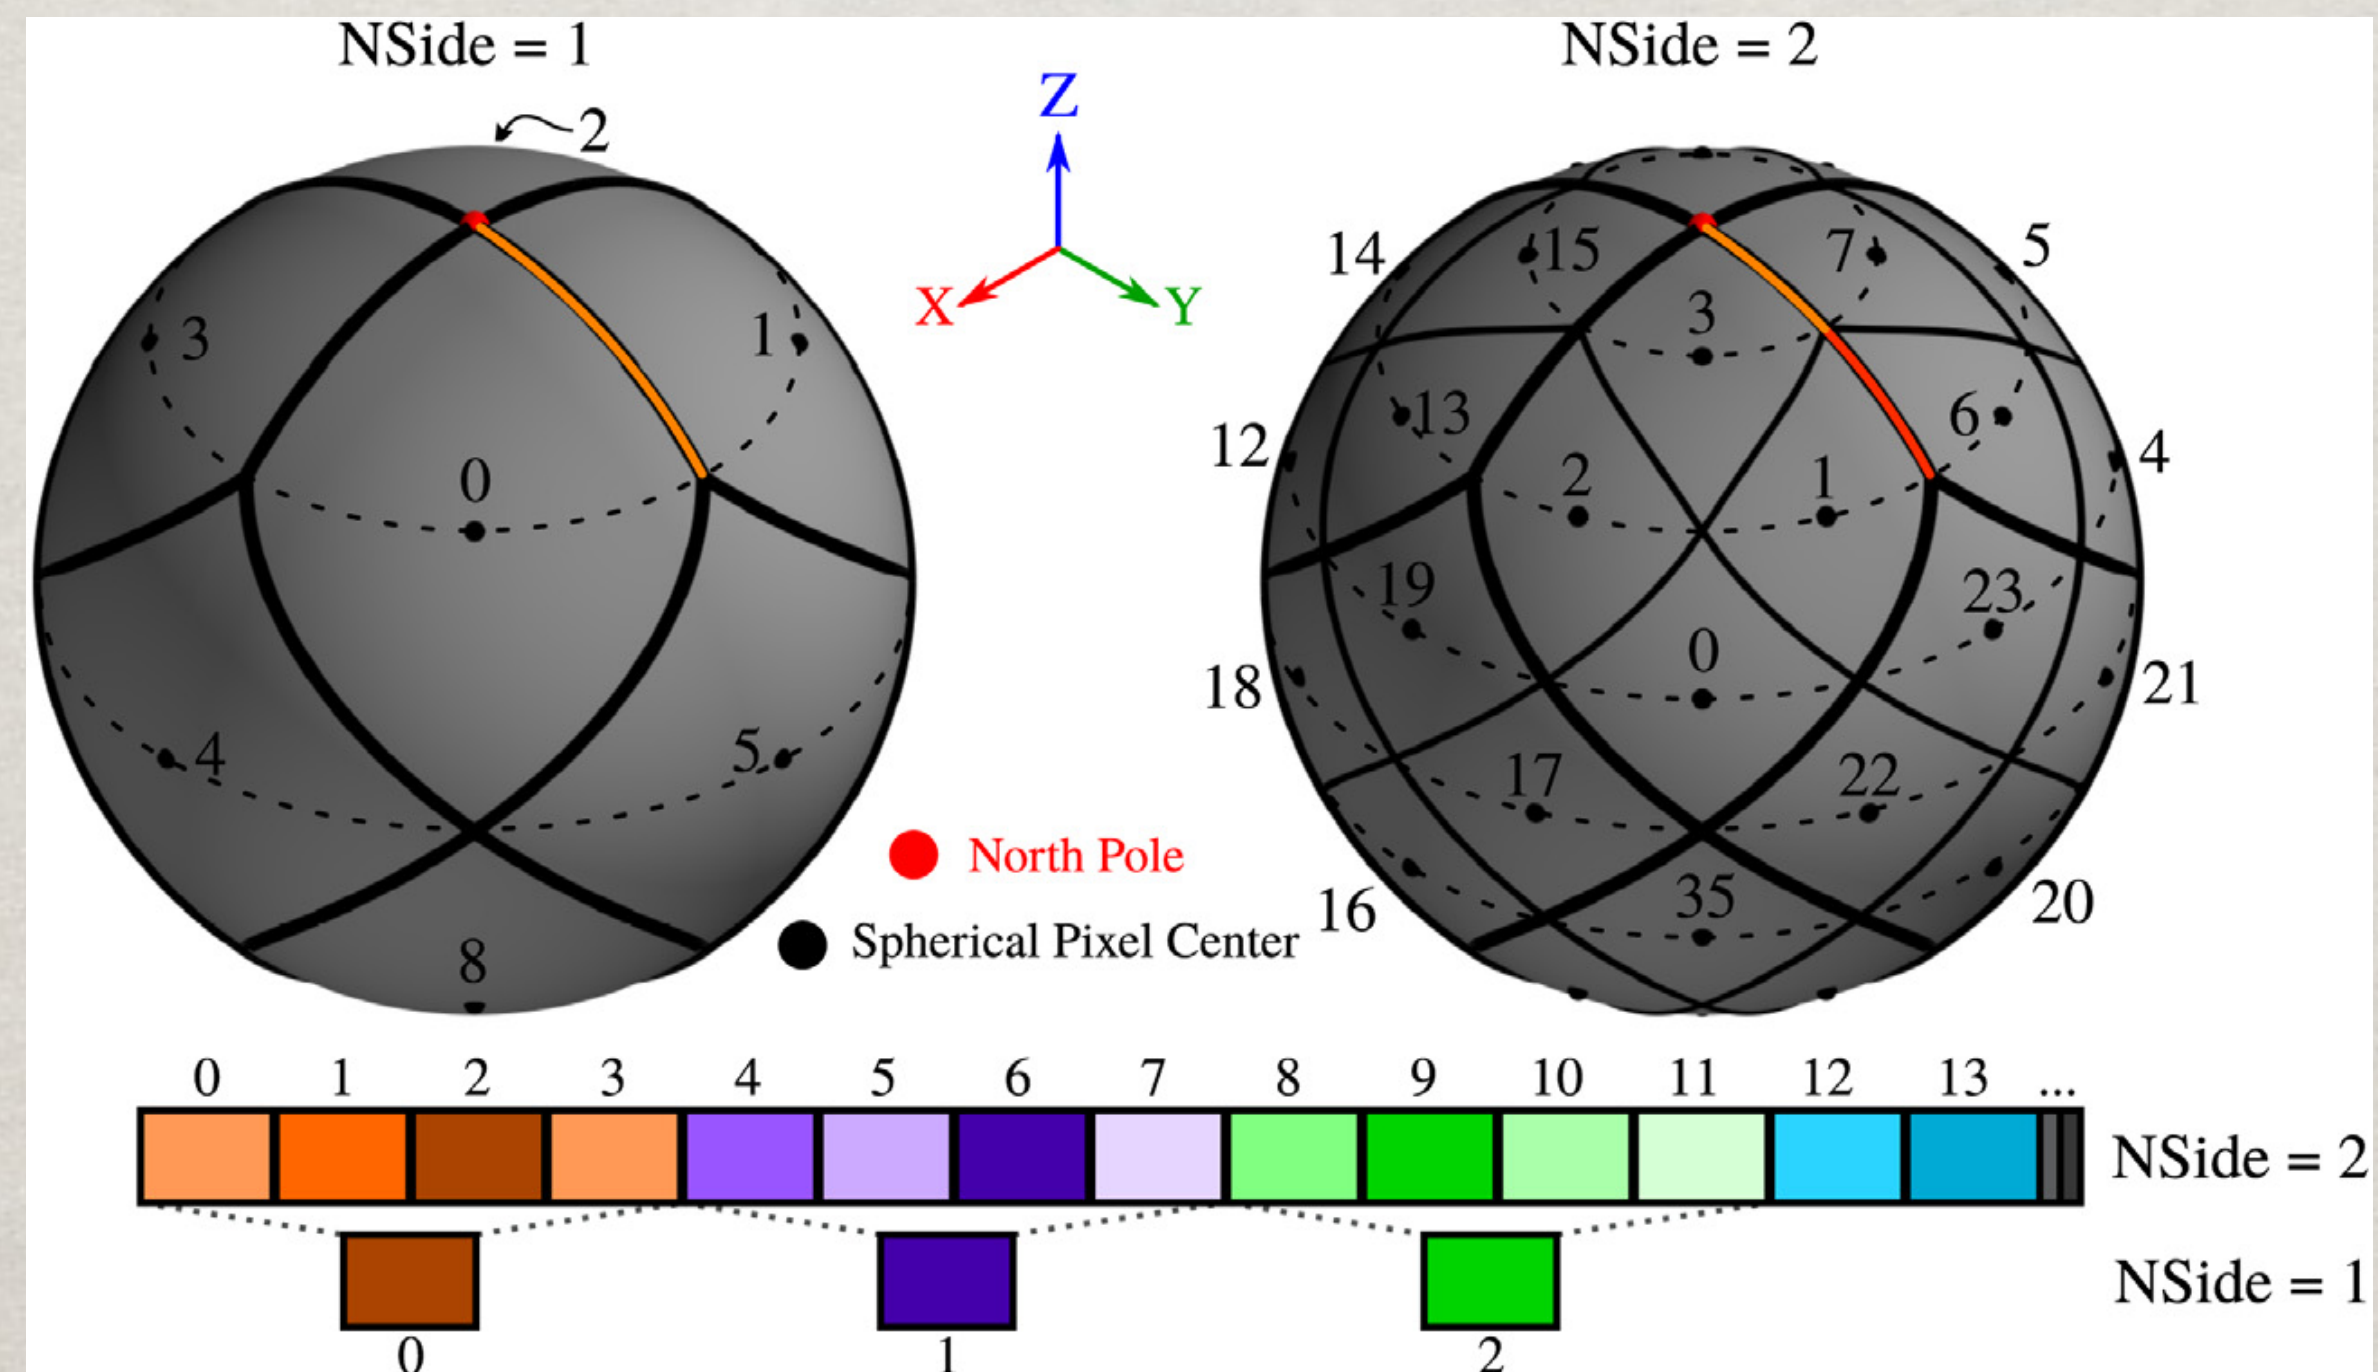 NSide = 1
NSide = 2
2
Z
X
Y
3
1
0
4
5
8
14
15
7
5
3
12
13
6
4
2
1
19
23
18
0
21
17
22
16
35
20
North Pole
Spherical Pixel Center
0 1 2 3 4 5 6 7 8 9 10 11 12 13 ...
NSide = 2
NSide = 1
0 1 2